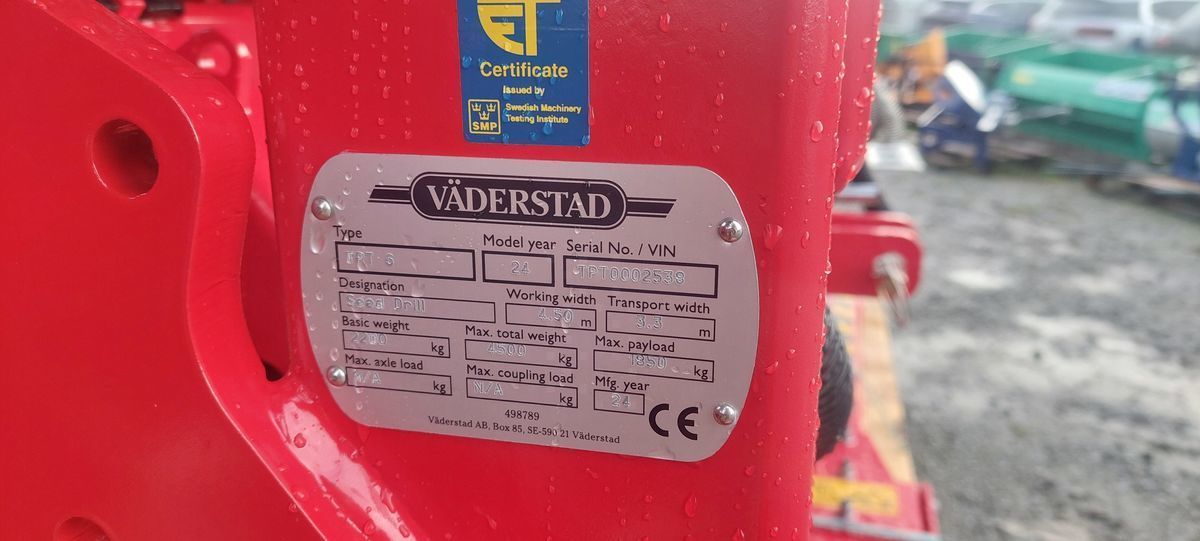 ET
Certificate
Issued by
SMP
Swedish Machinery
Testing Institute
VÄDERSTAD
Type
Model year
Serial No. / VIN
24
TPT0002538
Designation
Working width
Transport width
Seed Drill
4.50 m
3.3 m
Basic weight
Max. total weight
Max. payload
kg
4500 kg
1850 kg
Max. axle load
Max. coupling load
Mfg. year
N/A kg
N/A kg
24
CE
498789
Väderstad AB, Box 85, SE-590 21 Väderstad